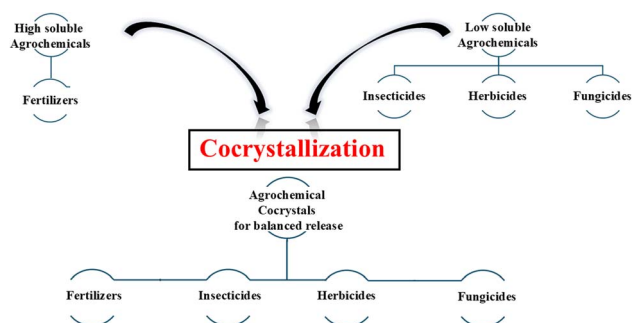 High soluble
Agrochemicals
Fertilizers
Low soluble
Agrochemicals
Insecticides
Herbicides
Fungicides
Cocrystallization
Agrochemical
Cocrystals
for balanced release
Fertilizers
Insecticides
Herbicides
Fungicides